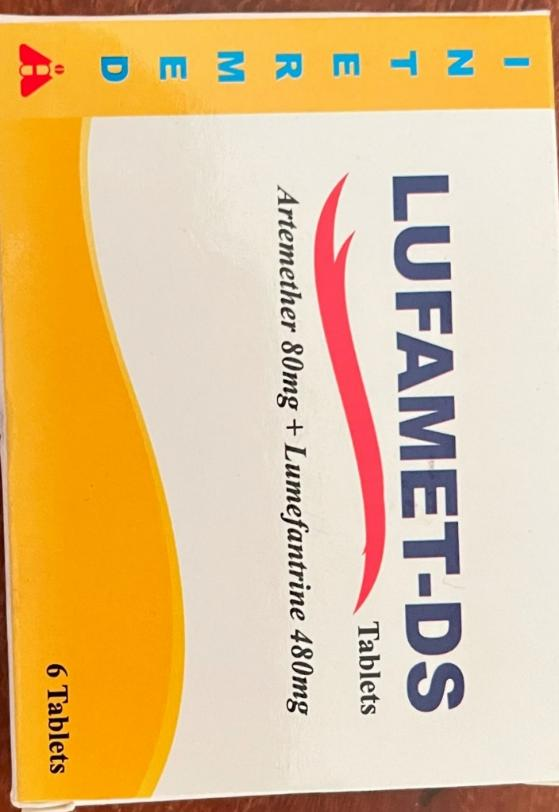 INTERMED
LUFAMET-DS
Tablets
Artemether 80mg + Lumefantrine 480mg
6 Tablets